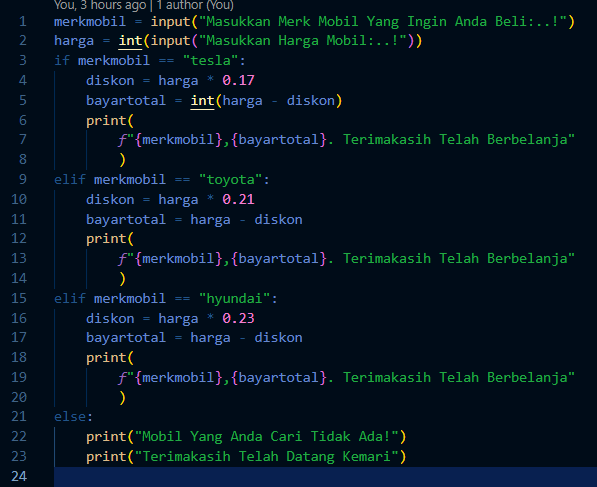 You, 3 hours ago | 1 author (You)
1 merkmobil = input("Masukkan Merk Mobil Yang Ingin Anda Beli:..!")
2 harga = int(input("Masukkan Harga Mobil:..!"))
3 if merkmobil == "tesla":
4     diskon = harga * 0.17
5     bayartotal = int(harga - diskon)
6     print(
7         f"{merkmobil},{bayartotal}. Terimakasih Telah Berbelanja"
8         )
9 elif merkmobil == "toyota":
10     diskon = harga * 0.21
11     bayartotal = harga - diskon
12     print(
13         f"{merkmobil},{bayartotal}. Terimakasih Telah Berbelanja"
14         )
15 elif merkmobil == "hyundai":
16     diskon = harga * 0.23
17     bayartotal = harga - diskon
18     print(
19         f"{merkmobil},{bayartotal}. Terimakasih Telah Berbelanja"
20         )
21 else:
22     print("Mobil Yang Anda Cari Tidak Ada!")
23     print("Terimakasih Telah Datang Kemari")
24